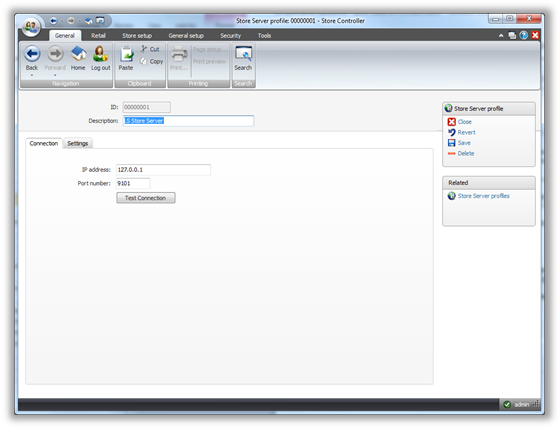 Store Server profile: 00000001 - Store Controller
General Retail Store setup General setup Security Tools
Back Forward Home Log out Paste Cut Copy Print... Page setup... Print preview Search
Navigation Clipboard Printing Search
ID: 00000001
Description: LS Store Server
Connection Settings
IP address: 127.0.0.1
Port number: 9101
Test Connection
Store Server profile
Close
Revert
Save
Delete
Related
Store Server profiles
admin